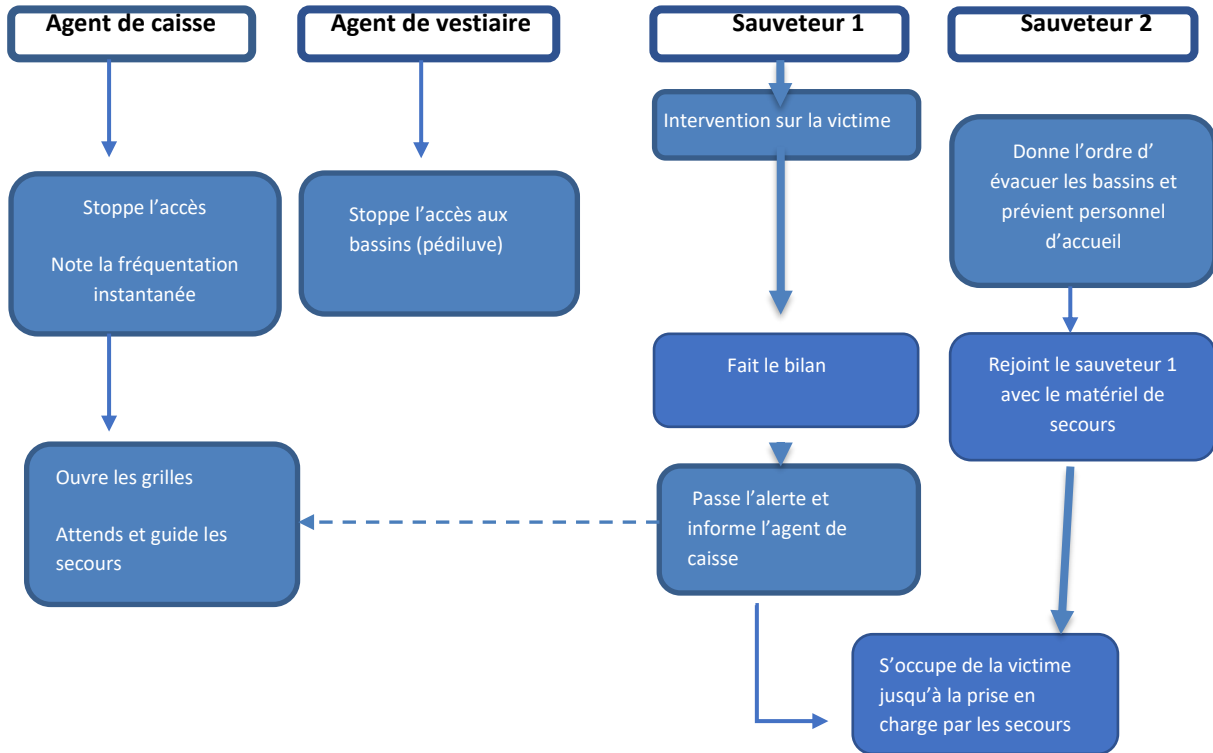 Agent de caisse
Agent de vestiaire
Sauveteur 1
Sauveteur 2
Intervention sur la victime
Donne l’ordre d’
évacuer les bassins et
prévient personnel
d’accueil
Stoppe l’accès
Note la fréquentation
instantanée
Stoppe l’accès aux
bassins (pédiluve)
Fait le bilan
Rejoint le sauveteur 1
avec le matériel de
secours
Ouvre les grilles
Attends et guide les
secours
Passe l’alerte et
informe l’agent de
caisse
S’occupe de la victime
jusqu’à la prise en
charge par les secours